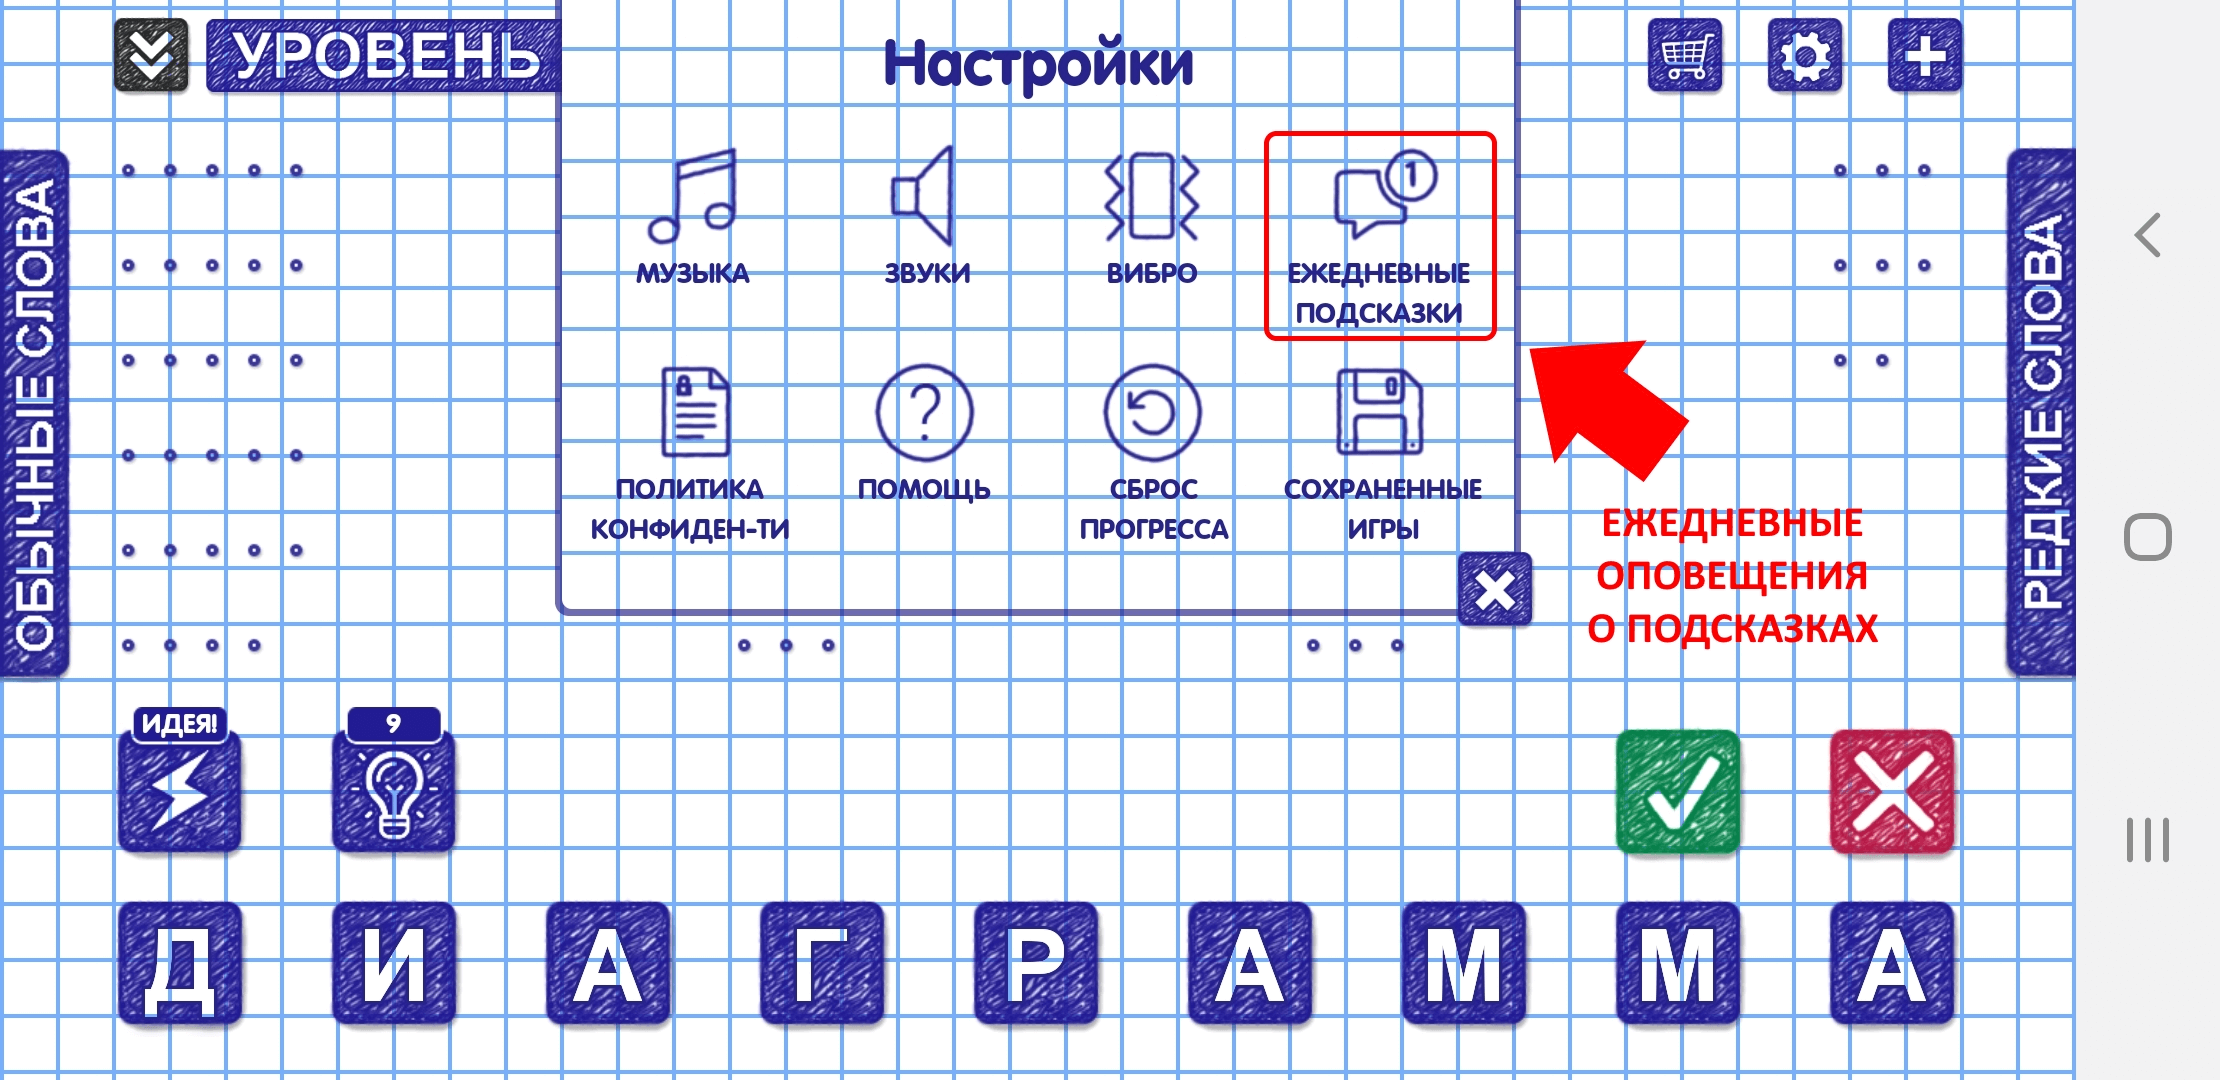 УРОВЕНЬ
Настройки
МУЗЫКА
ЗВУКИ
ВИБРО
1
ЕЖЕДНЕВНЫЕ
ПОДСКАЗКИ
ПОЛИТИКА
КОНФИДЕН-ТИ
?
ПОМОЩЬ
СБРОС
ПРОГРЕССА
СОХРАНЕННЫЕ
ИГРЫ
ОБЫЧНЫЕ СЛОВА
РЕДКИЕ СЛОВА
ЕЖЕДНЕВНЫЕ
ОПОВЕЩЕНИЯ
О ПОДСКАЗКАХ
ИДЕЯ!
9
Д И А Г Р А М М А